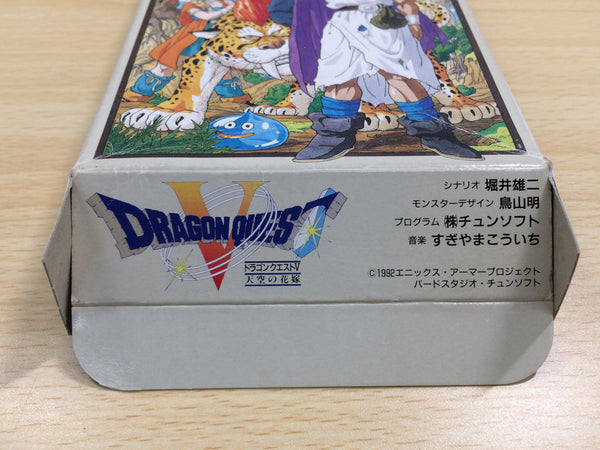 DRAGON QUEST
V
ドラゴンクエストV
天空の花嫁
シナリオ 堀井雄二
モンスターデザイン 鳥山明
プログラム ㈱チュンソフト
音楽 すぎやまこういち
©1992エニックス・アーマープロジェクト
バードスタジオ・チュンソフト